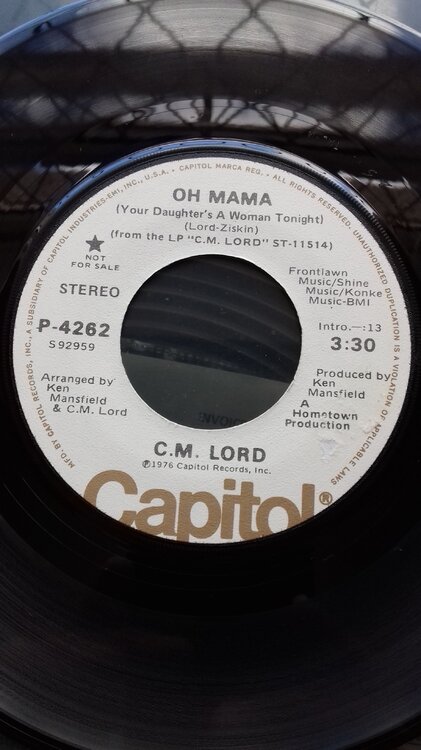 MFD. BY CAPITOL RECORDS, INC., A SUBSIDIARY OF CAPITOL INDUSTRIES-EMI, INC., U.S.A. • CAPITOL MARCA REG. • ALL RIGHTS RESERVED. UNAUTHORIZED DUPLICATION IS A VIOLATION OF APPLICABLE LAWS
OH MAMA
(Your Daughter's A Woman Tonight)
(Lord-Ziskin)
(from the LP "C.M. LORD" ST-11514)
★
NOT
FOR SALE
STEREO
P-4262
S92959
Arranged by
Ken
Mansfield
& C.M. Lord
Frontlawn
Music/Shine
Music/Konke
Music-BMI
Intro.—:13
3:30
Produced by
Ken
Mansfield
A
Hometown
Production
C.M. LORD
℗1976 Capitol Records, Inc.
Capitol®